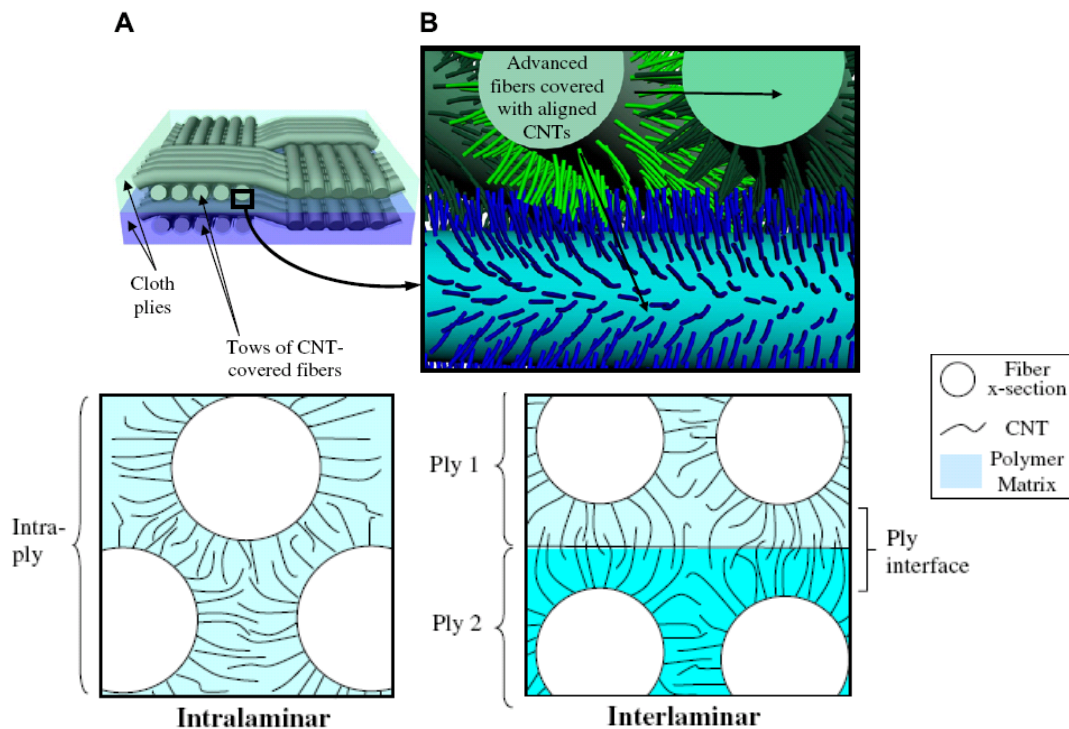 A
B
Advanced
fibers covered
with aligned
CNTs
Cloth
plies
Tows of CNT-
covered fibers
Fiber
x-section
CNT
Polymer
Matrix
Intra-
ply
Intralaminar
Ply 1
Ply 2
Ply
interface
Interlaminar